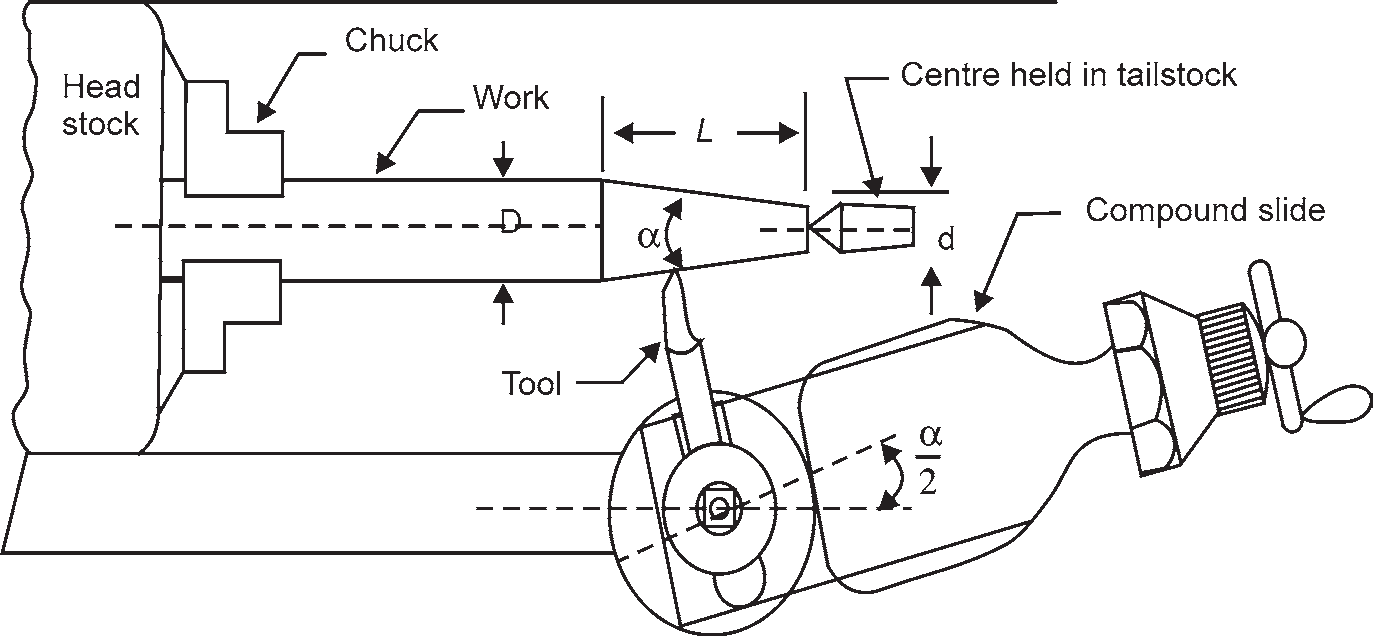 Chuck
Head
stock
Work
Centre held in tailstock
L
D
α
d
Compound slide
Tool
α
2